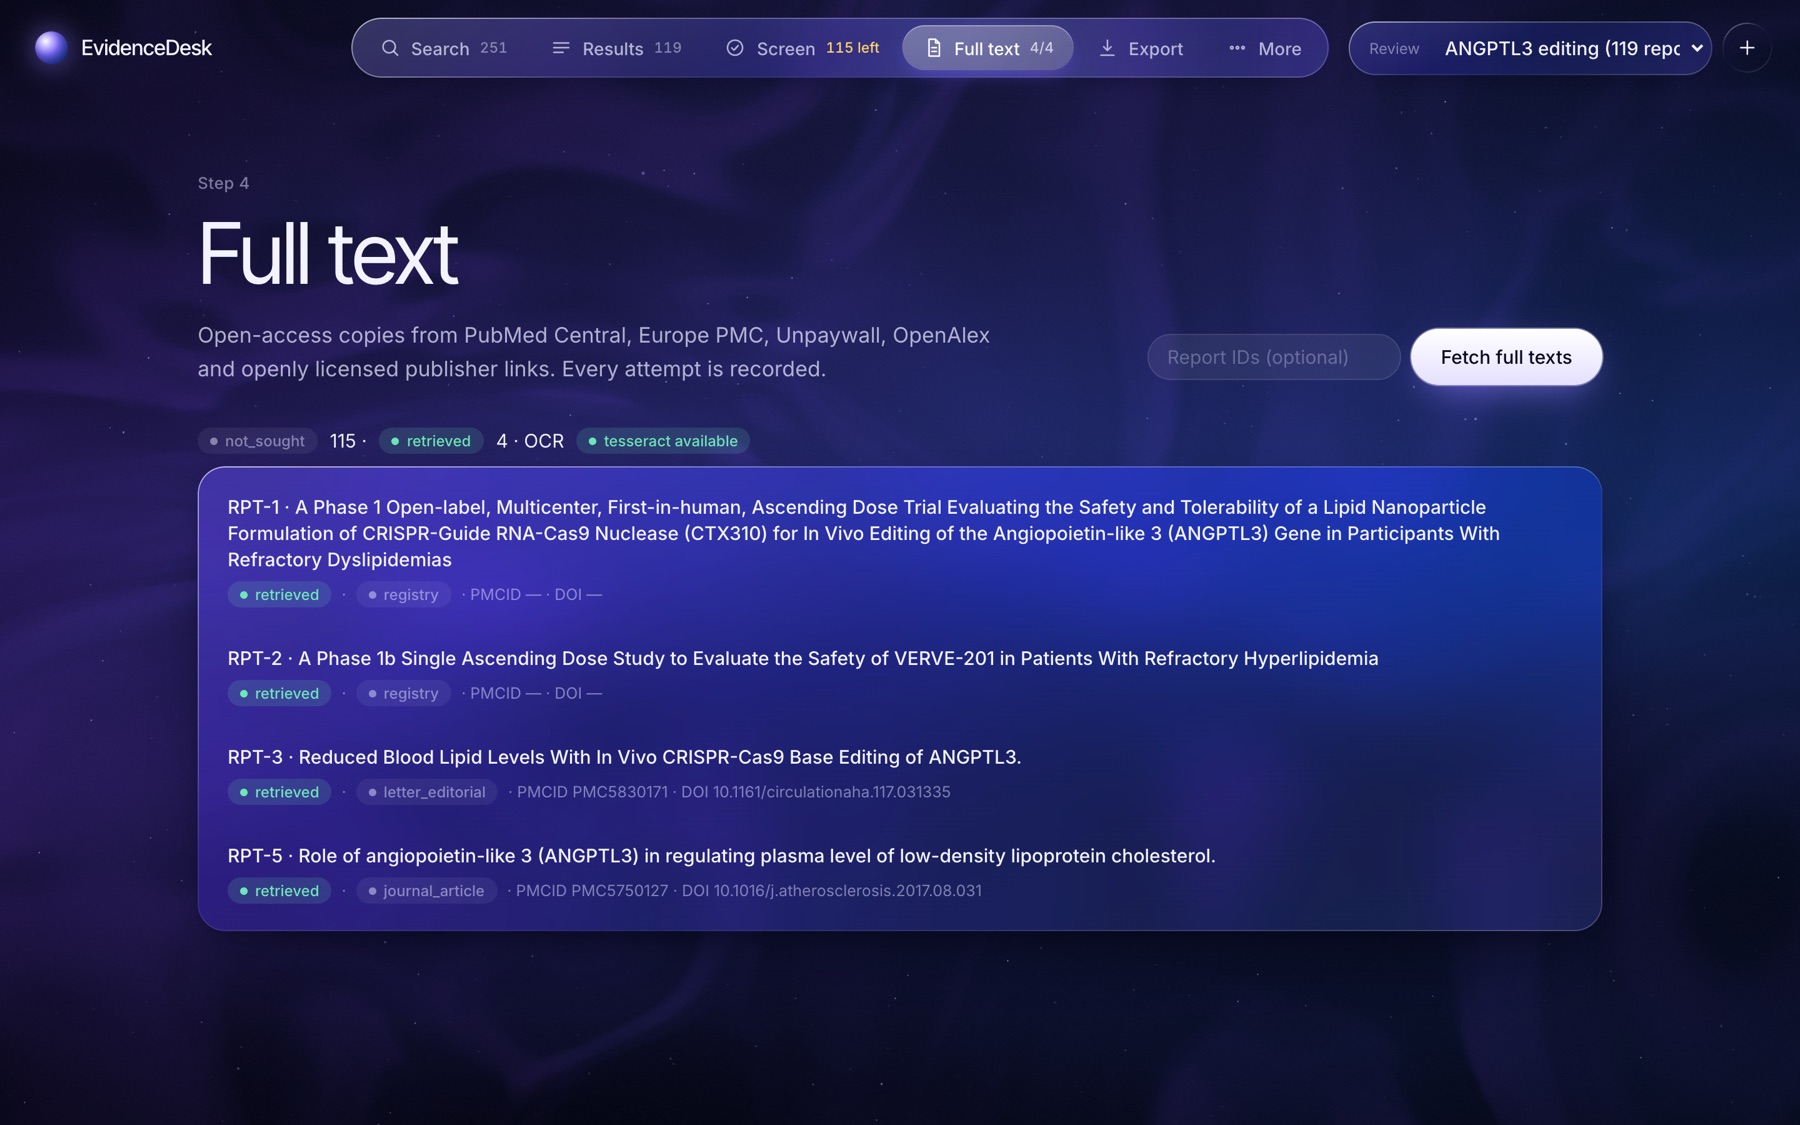 EvidenceDesk
Search 251
Results 119
Screen 115 left
Full text 4/4
Export
More
Review ANGPTL3 editing (119 repo
Step 4
Full text
Open-access copies from PubMed Central, Europe PMC, Unpaywall, OpenAlex
and openly licensed publisher links. Every attempt is recorded.
Report IDs (optional)
Fetch full texts
not_sought 115 · retrieved 4 · OCR tesseract available
RPT-1 · A Phase 1 Open-label, Multicenter, First-in-human, Ascending Dose Trial Evaluating the Safety and Tolerability of a Lipid Nanoparticle
Formulation of CRISPR-Guide RNA-Cas9 Nuclease (CTX310) for In Vivo Editing of the Angiopoietin-like 3 (ANGPTL3) Gene in Participants With
Refractory Dyslipidemias
retrieved · registry · PMCID — · DOI —
RPT-2 · A Phase 1b Single Ascending Dose Study to Evaluate the Safety of VERVE-201 in Patients With Refractory Hyperlipidemia
retrieved · registry · PMCID — · DOI —
RPT-3 · Reduced Blood Lipid Levels With In Vivo CRISPR-Cas9 Base Editing of ANGPTL3.
retrieved · letter_editorial · PMCID PMC5830171 · DOI 10.1161/circulationaha.117.031335
RPT-5 · Role of angiopoietin-like 3 (ANGPTL3) in regulating plasma level of low-density lipoprotein cholesterol.
retrieved · journal_article · PMCID PMC5750127 · DOI 10.1016/j.atherosclerosis.2017.08.031